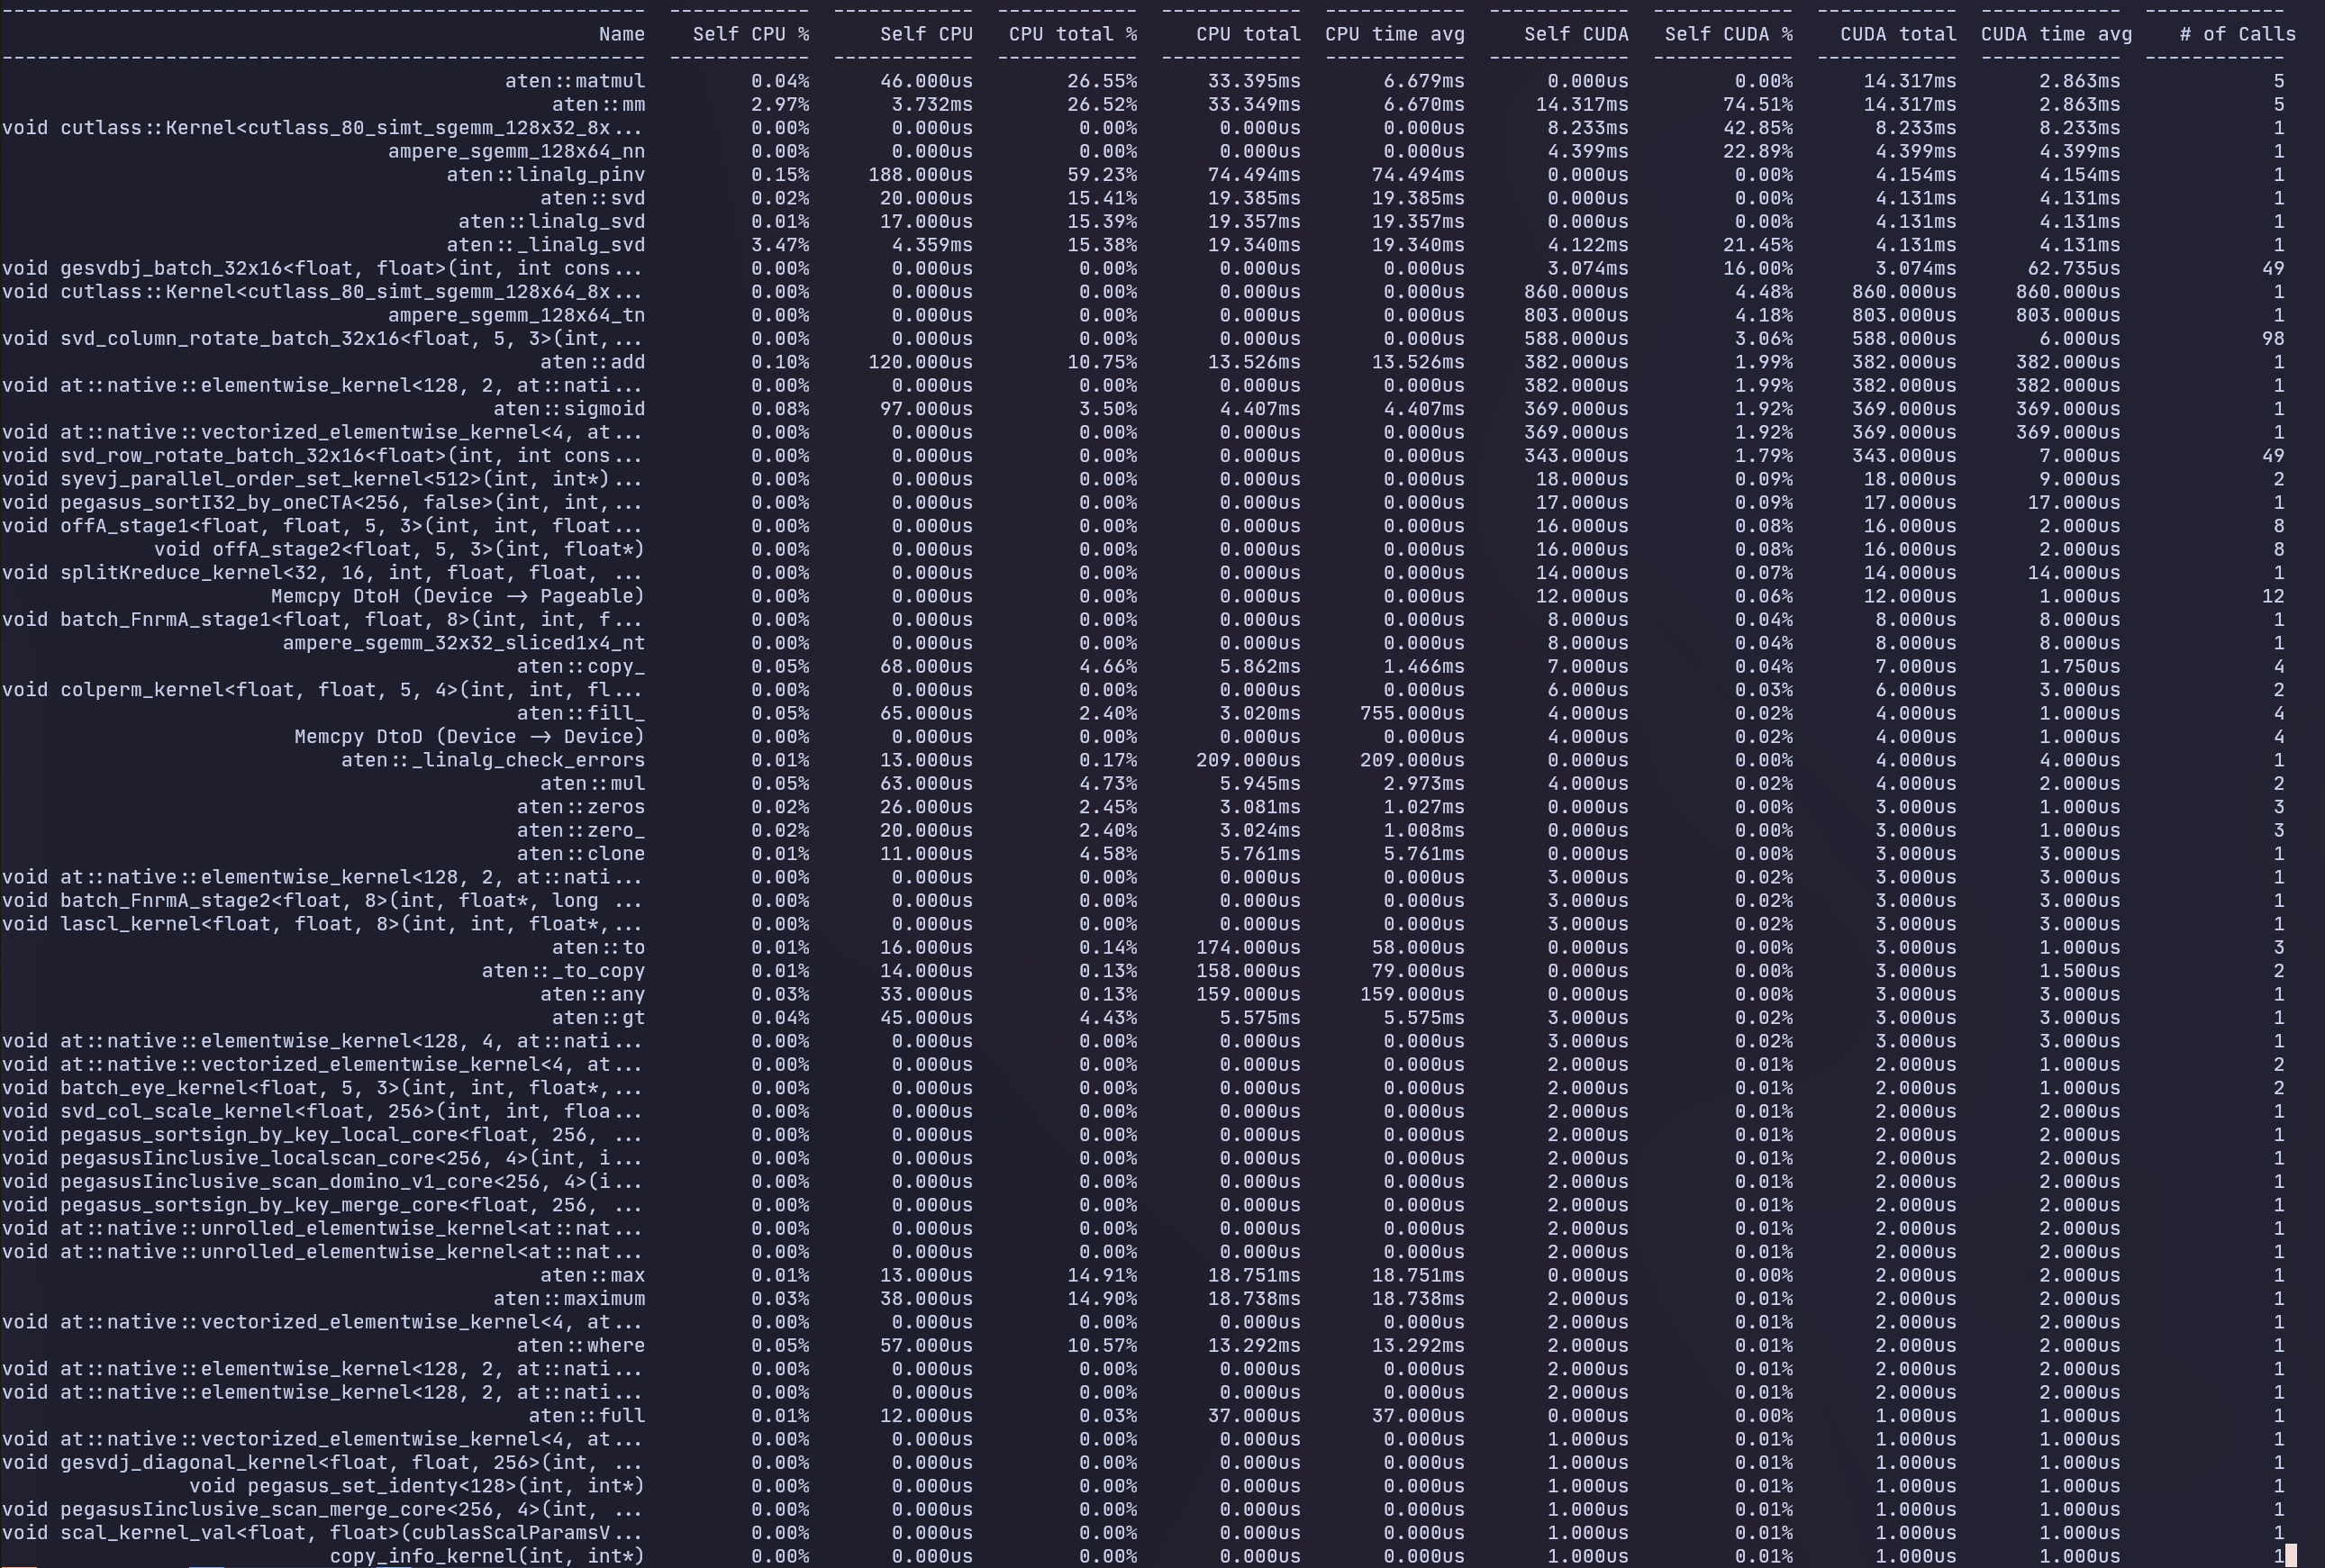 -------------------------------------------------------  ------------  ------------  ------------  ------------  ------------  ------------  ------------  ------------  ------------  ------------
Name  Self CPU %  Self CPU  CPU total %  CPU total  CPU time avg  Self CUDA  Self CUDA %  CUDA total  CUDA time avg  # of Calls
-------------------------------------------------------  ------------  ------------  ------------  ------------  ------------  ------------  ------------  ------------  ------------  ------------
aten::matmul  0.04%  46.000us  26.55%  33.395ms  6.679ms  0.000us  0.00%  14.317ms  2.863ms  5
aten::mm  2.97%  3.732ms  26.52%  33.349ms  6.670ms  14.317ms  74.51%  14.317ms  2.863ms  5
void cutlass::Kernel<cutlass_80_simt_sgemm_128x32_8x...  0.00%  0.000us  0.00%  0.000us  0.000us  8.233ms  42.85%  8.233ms  8.233ms  1
ampere_sgemm_128x64_nn  0.00%  0.000us  0.00%  0.000us  0.000us  4.399ms  22.89%  4.399ms  4.399ms  1
aten::linalg_pinv  0.15%  188.000us  59.23%  74.494ms  74.494ms  0.000us  0.00%  4.154ms  4.154ms  1
aten::svd  0.02%  20.000us  15.41%  19.385ms  19.385ms  0.000us  0.00%  4.131ms  4.131ms  1
aten::linalg_svd  0.01%  17.000us  15.39%  19.357ms  19.357ms  0.000us  0.00%  4.131ms  4.131ms  1
aten::_linalg_svd  3.47%  4.359ms  15.38%  19.340ms  19.340ms  4.122ms  21.45%  4.131ms  4.131ms  1
void gesvdbj_batch_32x16<float, float>(int, int cons...  0.00%  0.000us  0.00%  0.000us  0.000us  3.074ms  16.00%  3.074ms  62.735us  49
void cutlass::Kernel<cutlass_80_simt_sgemm_128x64_8x...  0.00%  0.000us  0.00%  0.000us  0.000us  860.000us  4.48%  860.000us  860.000us  1
ampere_sgemm_128x64_tn  0.00%  0.000us  0.00%  0.000us  0.000us  803.000us  4.18%  803.000us  803.000us  1
void svd_column_rotate_batch_32x16<float, 5, 3>(int,...  0.00%  0.000us  0.00%  0.000us  0.000us  588.000us  3.06%  588.000us  6.000us  98
aten::add  0.10%  120.000us  10.75%  13.526ms  13.526ms  382.000us  1.99%  382.000us  382.000us  1
void at::native::elementwise_kernel<128, 2, at::nati...  0.00%  0.000us  0.00%  0.000us  0.000us  382.000us  1.99%  382.000us  382.000us  1
aten::sigmoid  0.08%  97.000us  3.50%  4.407ms  4.407ms  369.000us  1.92%  369.000us  369.000us  1
void at::native::vectorized_elementwise_kernel<4, at...  0.00%  0.000us  0.00%  0.000us  0.000us  369.000us  1.92%  369.000us  369.000us  1
void svd_row_rotate_batch_32x16<float>(int, int cons...  0.00%  0.000us  0.00%  0.000us  0.000us  343.000us  1.79%  343.000us  7.000us  49
void syevj_parallel_order_set_kernel<512>(int, int*)...  0.00%  0.000us  0.00%  0.000us  0.000us  18.000us  0.09%  18.000us  9.000us  2
void pegasus_sortI32_by_oneCTA<256, false>(int, int,...  0.00%  0.000us  0.00%  0.000us  0.000us  17.000us  0.09%  17.000us  17.000us  1
void offA_stage1<float, float, 5, 3>(int, int, float...  0.00%  0.000us  0.00%  0.000us  0.000us  16.000us  0.08%  16.000us  2.000us  8
void offA_stage2<float, 5, 3>(int, float*)  0.00%  0.000us  0.00%  0.000us  0.000us  16.000us  0.08%  16.000us  2.000us  8
void splitKreduce_kernel<32, 16, int, float, float, ...  0.00%  0.000us  0.00%  0.000us  0.000us  14.000us  0.07%  14.000us  14.000us  1
Memcpy DtoH (Device -> Pageable)  0.00%  0.000us  0.00%  0.000us  0.000us  12.000us  0.06%  12.000us  1.000us  12
void batch_FnrmA_stage1<float, float, 8>(int, int, f...  0.00%  0.000us  0.00%  0.000us  0.000us  8.000us  0.04%  8.000us  8.000us  1
ampere_sgemm_32x32_sliced1x4_nt  0.00%  0.000us  0.00%  0.000us  0.000us  8.000us  0.04%  8.000us  8.000us  1
aten::copy_  0.05%  68.000us  4.66%  5.862ms  1.466ms  7.000us  0.04%  7.000us  1.750us  4
void colperm_kernel<float, float, 5, 4>(int, int, fl...  0.00%  0.000us  0.00%  0.000us  0.000us  6.000us  0.03%  6.000us  3.000us  2
aten::fill_  0.05%  65.000us  2.40%  3.020ms  755.000us  4.000us  0.02%  4.000us  1.000us  4
Memcpy DtoD (Device -> Device)  0.00%  0.000us  0.00%  0.000us  0.000us  4.000us  0.02%  4.000us  1.000us  4
aten::_linalg_check_errors  0.01%  13.000us  0.17%  209.000us  209.000us  0.000us  0.00%  4.000us  4.000us  1
aten::mul  0.05%  63.000us  4.73%  5.945ms  2.973ms  4.000us  0.02%  4.000us  2.000us  2
aten::zeros  0.02%  26.000us  2.45%  3.081ms  1.027ms  0.000us  0.00%  3.000us  1.000us  3
aten::zero_  0.02%  20.000us  2.40%  3.024ms  1.008ms  0.000us  0.00%  3.000us  1.000us  3
aten::clone  0.01%  11.000us  4.58%  5.761ms  5.761ms  0.000us  0.00%  3.000us  3.000us  1
void at::native::elementwise_kernel<128, 2, at::nati...  0.00%  0.000us  0.00%  0.000us  0.000us  3.000us  0.02%  3.000us  3.000us  1
void batch_FnrmA_stage2<float, 8>(int, float*, long ...  0.00%  0.000us  0.00%  0.000us  0.000us  3.000us  0.02%  3.000us  3.000us  1
void lascl_kernel<float, float, 8>(int, int, float*,...  0.00%  0.000us  0.00%  0.000us  0.000us  3.000us  0.02%  3.000us  3.000us  1
aten::to  0.01%  16.000us  0.14%  174.000us  58.000us  0.000us  0.00%  3.000us  1.000us  3
aten::_to_copy  0.01%  14.000us  0.13%  158.000us  79.000us  0.000us  0.00%  3.000us  1.500us  2
aten::any  0.03%  33.000us  0.13%  159.000us  159.000us  0.000us  0.00%  3.000us  3.000us  1
aten::gt  0.04%  45.000us  4.43%  5.575ms  5.575ms  3.000us  0.02%  3.000us  3.000us  1
void at::native::elementwise_kernel<128, 4, at::nati...  0.00%  0.000us  0.00%  0.000us  0.000us  3.000us  0.02%  3.000us  3.000us  1
void at::native::vectorized_elementwise_kernel<4, at...  0.00%  0.000us  0.00%  0.000us  0.000us  2.000us  0.01%  2.000us  1.000us  2
void batch_eye_kernel<float, 5, 3>(int, int, float*,...  0.00%  0.000us  0.00%  0.000us  0.000us  2.000us  0.01%  2.000us  1.000us  2
void svd_col_scale_kernel<float, 256>(int, int, floa...  0.00%  0.000us  0.00%  0.000us  0.000us  2.000us  0.01%  2.000us  2.000us  1
void pegasus_sortsign_by_key_local_core<float, 256, ...  0.00%  0.000us  0.00%  0.000us  0.000us  2.000us  0.01%  2.000us  2.000us  1
void pegasusIinclusive_localscan_core<256, 4>(int, i...  0.00%  0.000us  0.00%  0.000us  0.000us  2.000us  0.01%  2.000us  2.000us  1
void pegasusIinclusive_scan_domino_v1_core<256, 4>(i...  0.00%  0.000us  0.00%  0.000us  0.000us  2.000us  0.01%  2.000us  2.000us  1
void pegasus_sortsign_by_key_merge_core<float, 256, ...  0.00%  0.000us  0.00%  0.000us  0.000us  2.000us  0.01%  2.000us  2.000us  1
void at::native::unrolled_elementwise_kernel<at::nat...  0.00%  0.000us  0.00%  0.000us  0.000us  2.000us  0.01%  2.000us  2.000us  1
void at::native::unrolled_elementwise_kernel<at::nat...  0.00%  0.000us  0.00%  0.000us  0.000us  2.000us  0.01%  2.000us  2.000us  1
aten::max  0.01%  13.000us  14.91%  18.751ms  18.751ms  0.000us  0.00%  2.000us  2.000us  1
aten::maximum  0.03%  38.000us  14.90%  18.738ms  18.738ms  2.000us  0.01%  2.000us  2.000us  1
void at::native::vectorized_elementwise_kernel<4, at...  0.00%  0.000us  0.00%  0.000us  0.000us  2.000us  0.01%  2.000us  2.000us  1
aten::where  0.05%  57.000us  10.57%  13.292ms  13.292ms  2.000us  0.01%  2.000us  2.000us  1
void at::native::elementwise_kernel<128, 2, at::nati...  0.00%  0.000us  0.00%  0.000us  0.000us  2.000us  0.01%  2.000us  2.000us  1
void at::native::elementwise_kernel<128, 2, at::nati...  0.00%  0.000us  0.00%  0.000us  0.000us  2.000us  0.01%  2.000us  2.000us  1
aten::full  0.01%  12.000us  0.03%  37.000us  37.000us  0.000us  0.00%  1.000us  1.000us  1
void at::native::vectorized_elementwise_kernel<4, at...  0.00%  0.000us  0.00%  0.000us  0.000us  1.000us  0.01%  1.000us  1.000us  1
void gesvdj_diagonal_kernel<float, float, 256>(int, ...  0.00%  0.000us  0.00%  0.000us  0.000us  1.000us  0.01%  1.000us  1.000us  1
void pegasus_set_identy<128>(int, int*)  0.00%  0.000us  0.00%  0.000us  0.000us  1.000us  0.01%  1.000us  1.000us  1
void pegasusIinclusive_scan_merge_core<256, 4>(int, ...  0.00%  0.000us  0.00%  0.000us  0.000us  1.000us  0.01%  1.000us  1.000us  1
void scal_kernel_val<float, float>(cublasScalParamsV...  0.00%  0.000us  0.00%  0.000us  0.000us  1.000us  0.01%  1.000us  1.000us  1
copy_info_kernel(int, int*)  0.00%  0.000us  0.00%  0.000us  0.000us  1.000us  0.01%  1.000us  1.000us  1